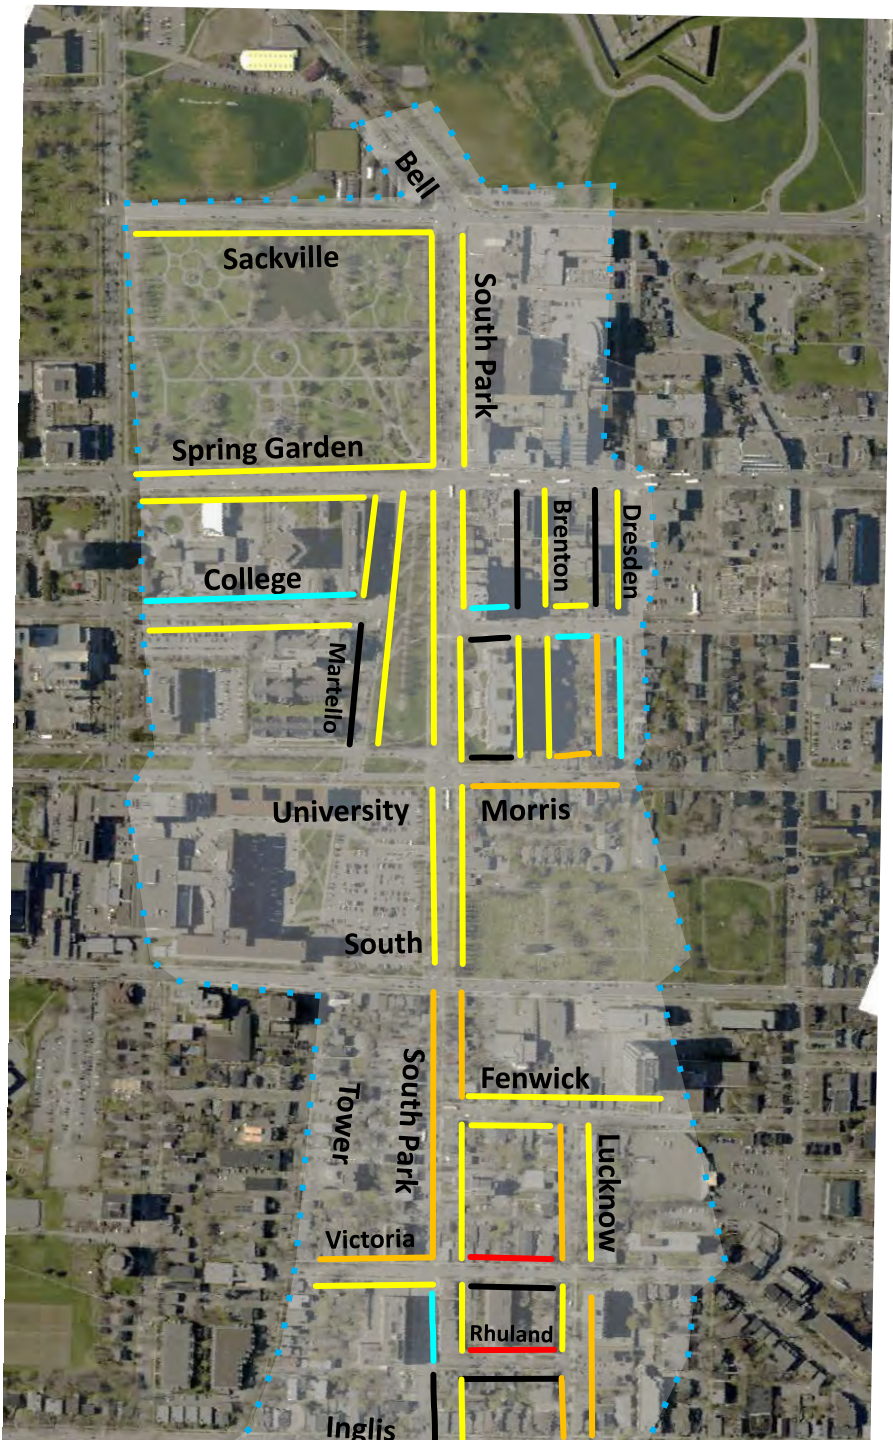 Bell
Sackville
South Park
Spring Garden
Brenton
Dresden
College
Martello
University
Morris
South
South Park
Fenwick
Tower
Lucknow
Victoria
Rhuland
Inglis